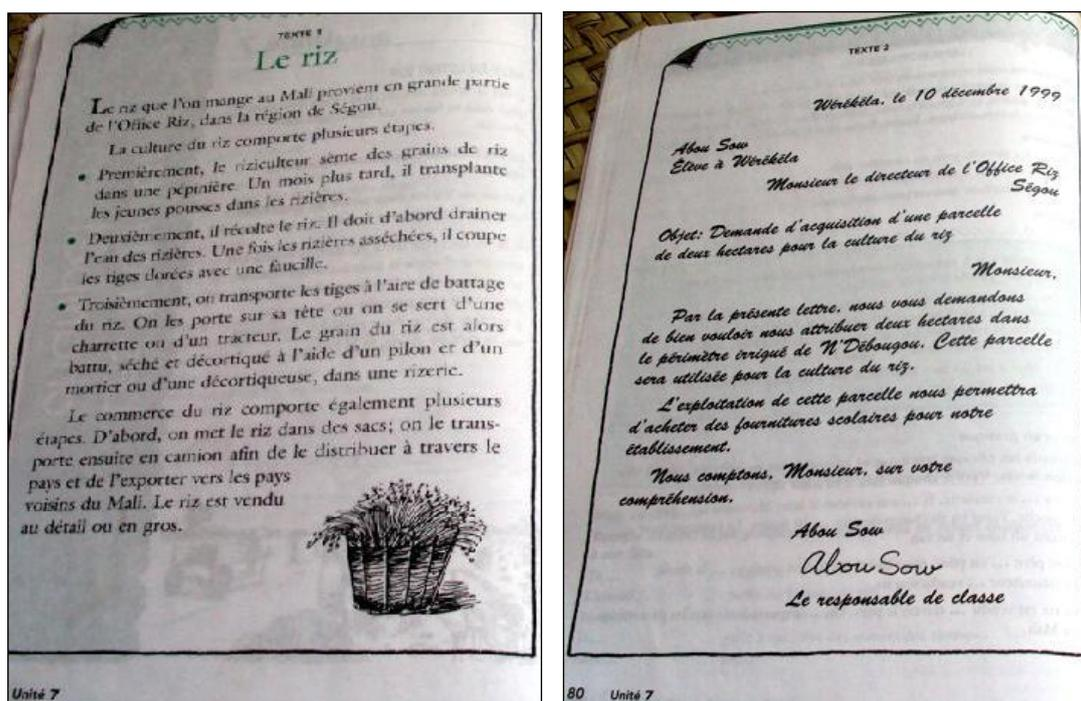 TEXTE 1
Le riz
Le riz que l'on mange au Mali provient en grande partie
de l'Office Riz, dans la région de Ségou.
La culture du riz comporte plusieurs étapes.
• Premièrement, le riziculteur sème des grains de riz
dans une pépinière. Un mois plus tard, il transplante
les jeunes pousses dans les rizières.
• Deuxièmement, il récolte le riz. Il doit d'abord drainer
l'eau des rizières. Une fois les rizières asséchées, il coupe
les tiges dorées avec une faucille.
• Troisièmement, on transporte les tiges à l'aire de battage
du riz. On les porte sur sa tête ou on se sert d'une
charrette ou d'un tracteur. Le grain du riz est alors
battu, séché et décortiqué à l'aide d'un pilon et d'un
mortier ou d'une décortiqueuse, dans une rizerie.
Le commerce du riz comporte également plusieurs
étapes. D'abord, on met le riz dans des sacs; on le trans-
porte ensuite en camion afin de le distribuer à travers le
pays et de l'exporter vers les pays
voisins du Mali. Le riz est vendu
au détail ou en gros.
Unité 7
TEXTE 2
Wérékéla, le 10 décembre 1999
Abou Sow
Élève à Wérékéla
Monsieur le directeur de l'Office Riz
Ségou
Objet: Demande d'acquisition d'une parcelle
de deux hectares pour la culture du riz
Monsieur,
Par la présente lettre, nous vous demandons
de bien vouloir nous attribuer deux hectares dans
le périmètre irrigué de N'Débougou. Cette parcelle
sera utilisée pour la culture du riz.
L'exploitation de cette parcelle nous permettra
d'acheter des fournitures scolaires pour notre
établissement.
Nous comptons, Monsieur, sur votre
compréhension.
Abou Sow
Abou Sow
Le responsable de classe
80 Unité 7